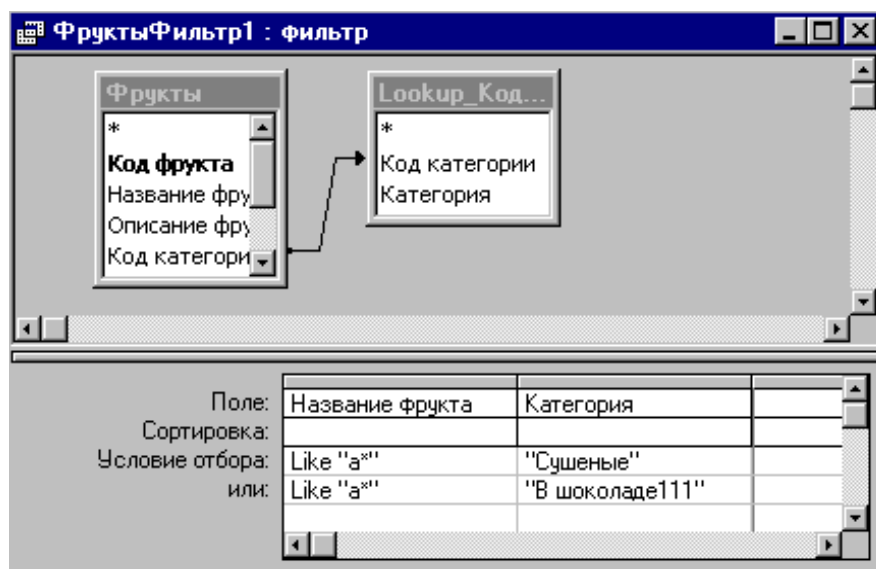 ФруктыФильтр1 : фильтр
Фрукты
*
Код фрукта
Название фру
Описание фру
Код категори
Lookup_Код...
*
Код категории
Категория
Поле: Название фрукта Категория
Сортировка:
Условие отбора: Like "а*" "Сушеные"
или: Like "а*" "В шоколаде111"